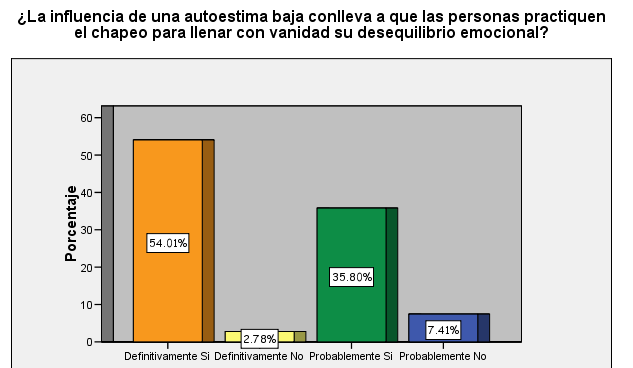 ¿La influencia de una autoestima baja conlleva a que las personas practiquen
el chapeo para llenar con vanidad su desequilibrio emocional?
60
50
40
30
20
10
0
Porcentaje
54.01%
2.78%
35.80%
7.41%
Definitivamente Si Definitivamente No Probablemente Si Probablemente No